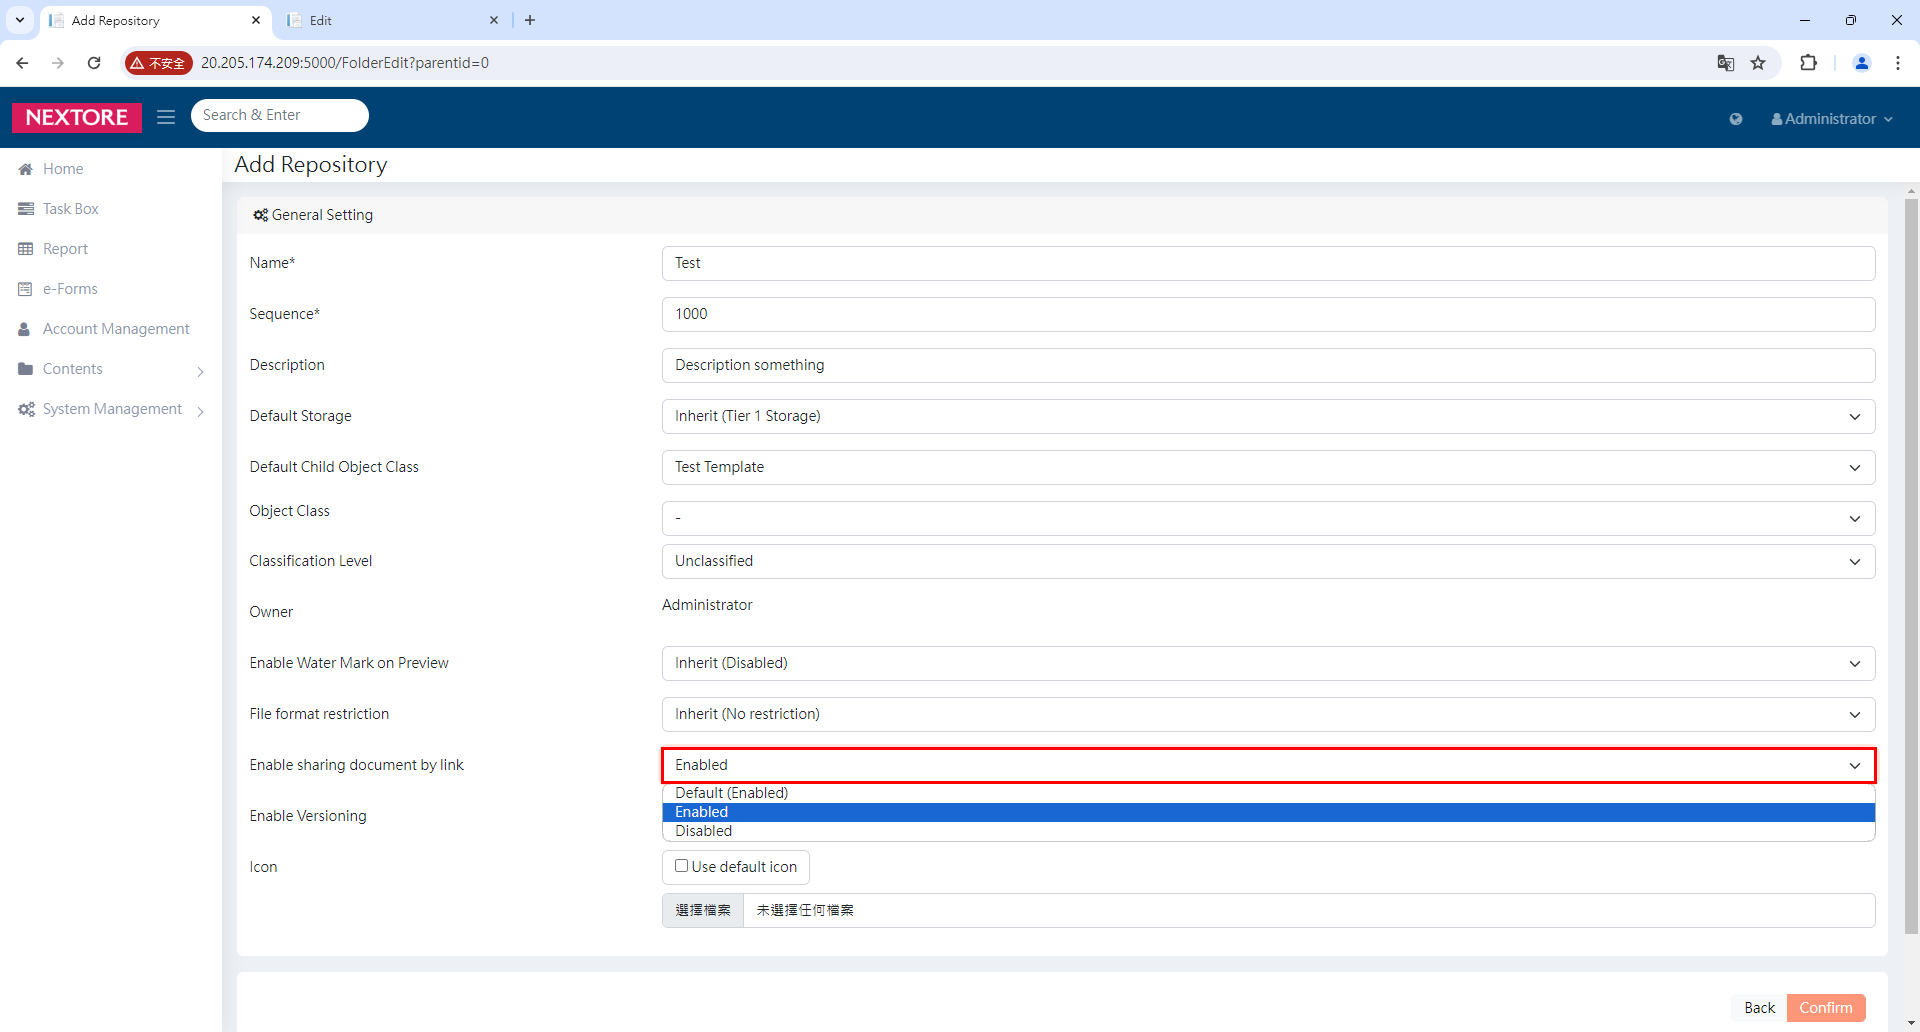 Add Repository
Edit
不安全
20.205.174.209:5000/FolderEdit?parentid=0
NEXTORE
Search & Enter
Administrator
Home
Task Box
Report
e-Forms
Account Management
Contents
System Management
Add Repository
General Setting
Name*
Test
Sequence*
1000
Description
Description something
Default Storage
Inherit (Tier 1 Storage)
Default Child Object Class
Test Template
Object Class
-
Classification Level
Unclassified
Owner
Administrator
Enable Water Mark on Preview
Inherit (Disabled)
File format restriction
Inherit (No restriction)
Enable sharing document by link
Enabled
Default (Enabled)
Enabled
Disabled
Enable Versioning
Icon
Use default icon
選擇檔案
未選擇任何檔案
Back
Confirm